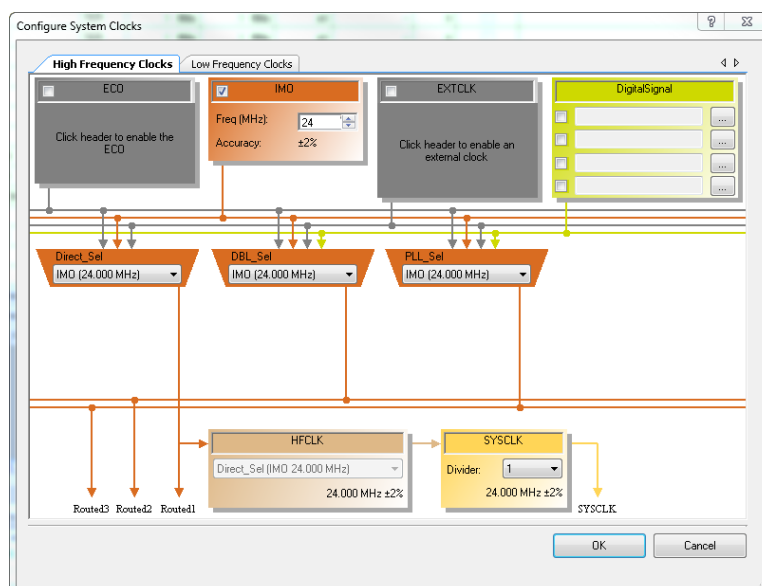 Configure System Clocks
High Frequency Clocks
Low Frequency Clocks
ECO
Click header to enable the
ECO
IMO
Freq (MHz):
24
Accuracy:
±2%
EXTCLK
Click header to enable an
external clock
DigitalSignal
...
...
...
...
Direct_Sel
IMO (24.000 MHz)
DBL_Sel
IMO (24.000 MHz)
PLL_Sel
IMO (24.000 MHz)
HFCLK
Direct_Sel (IMO 24.000 MHz)
24.000 MHz ±2%
SYSCLK
Divider:
1
24.000 MHz ±2%
Routed3
Routed2
Routed1
SYSCLK
OK
Cancel